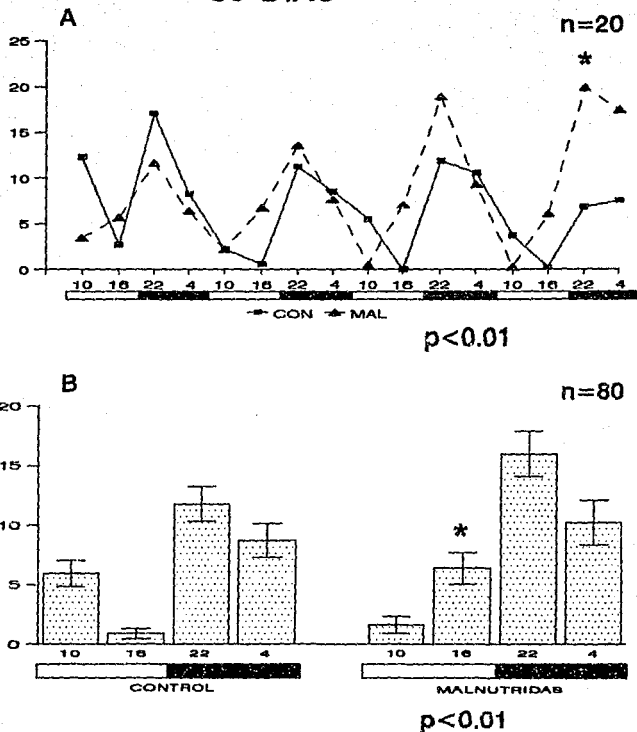 A
n=20
*
25
20
15
10
5
0
10 16 22 4 10 16 22 4 10 16 22 4 10 16 22 4
CON MAL
p<0.01
B
n=80
20
15
10
5
0
*
10 16 22 4 10 16 22 4
CONTROL MALNUTRIDAS
p<0.01